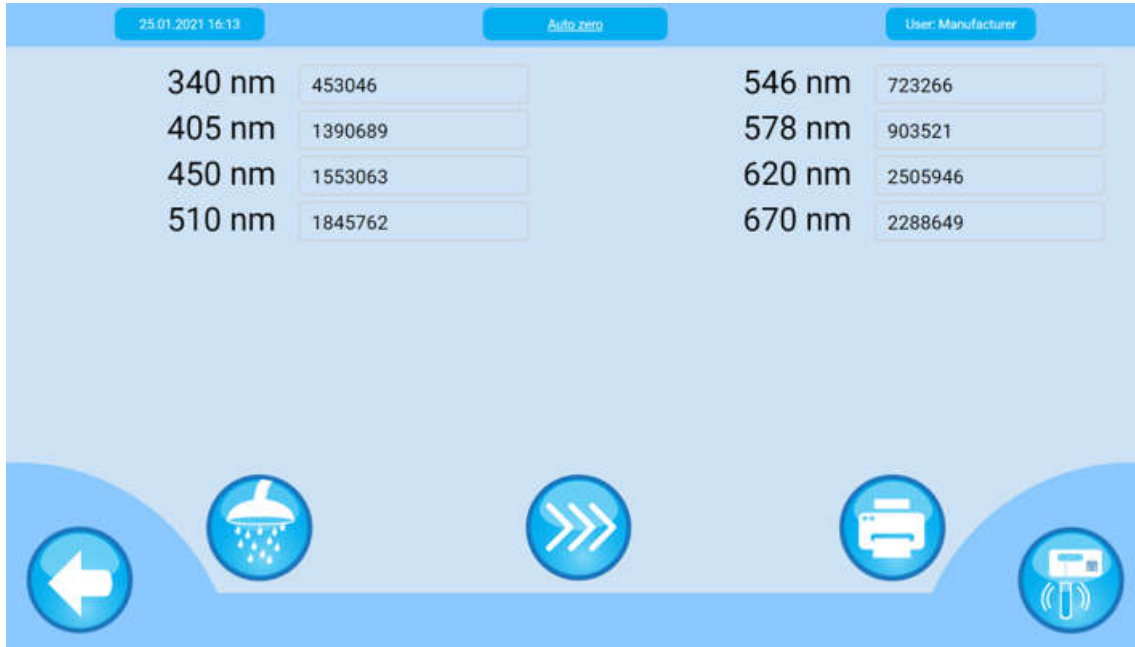 25.01.2021 16:13
Auto zero
User: Manufacturer
340 nm 453046
405 nm 1390689
450 nm 1553063
510 nm 1845762
546 nm 723266
578 nm 903521
620 nm 2505946
670 nm 2288649